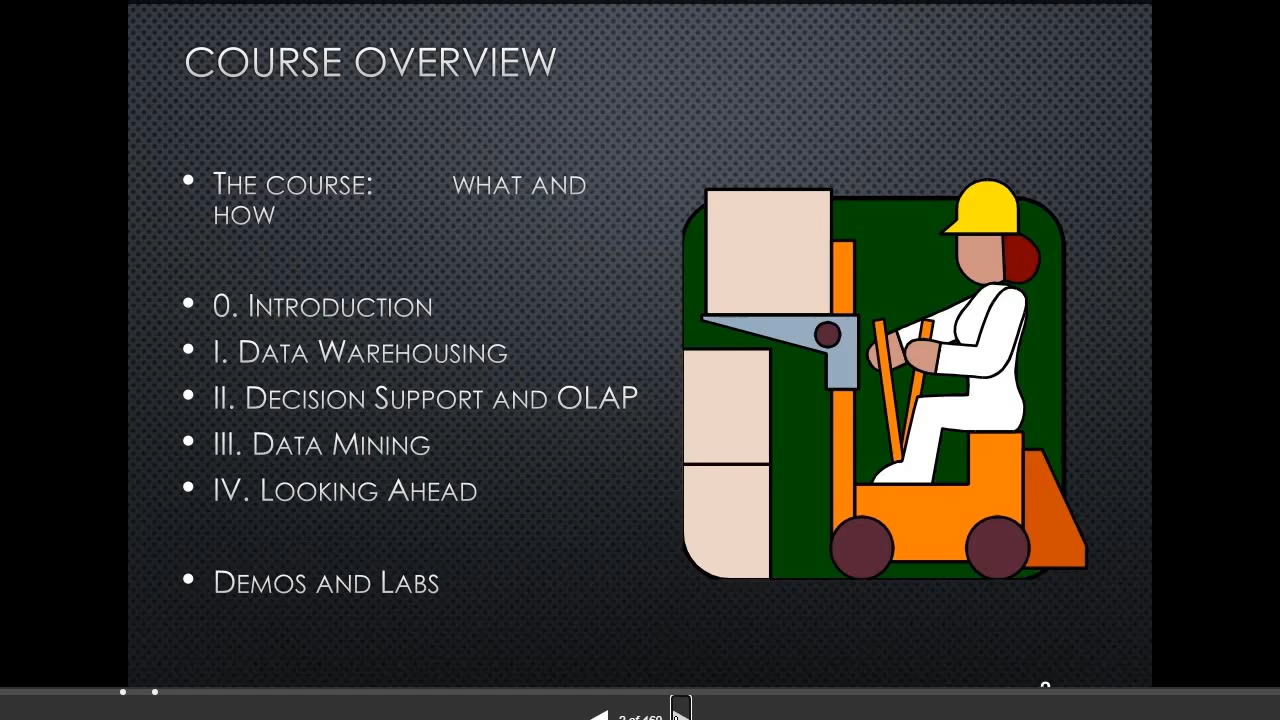 COURSE OVERVIEW
• THE COURSE: WHAT AND
HOW
• 0. INTRODUCTION
• I. DATA WAREHOUSING
• II. DECISION SUPPORT AND OLAP
• III. DATA MINING
• IV. LOOKING AHEAD
• DEMOS AND LABS